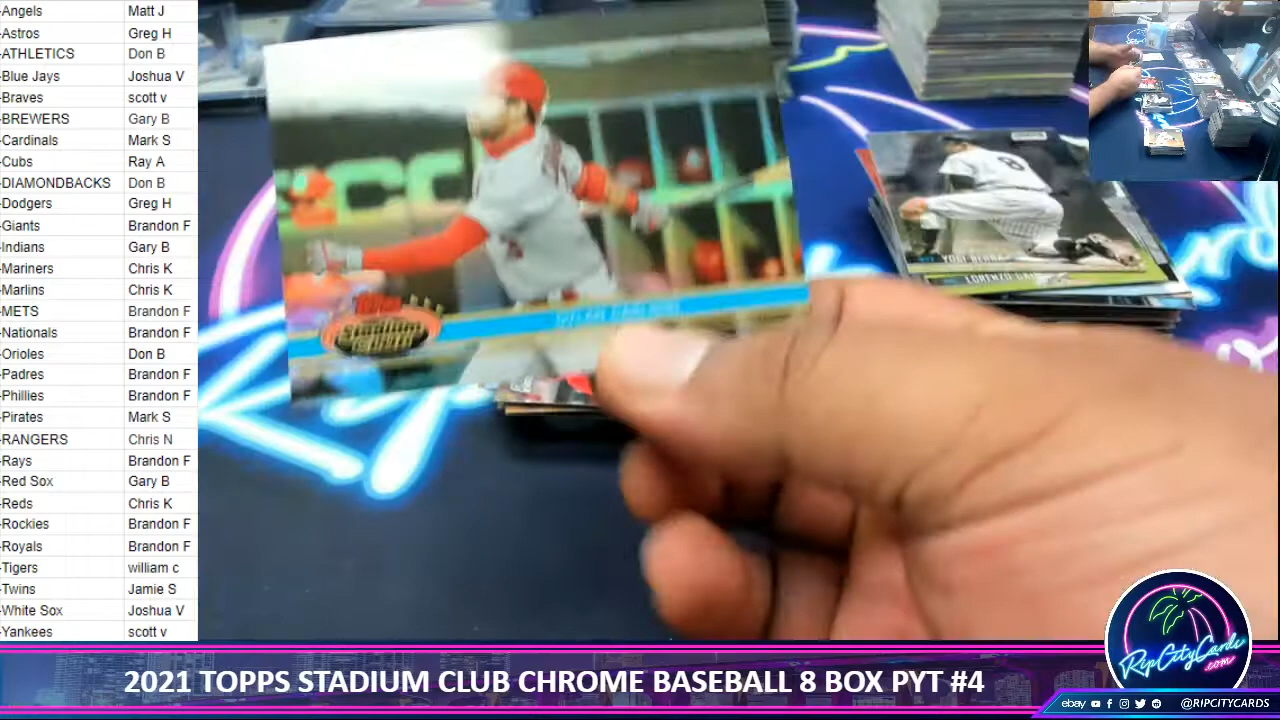 -Angels Matt J
-Astros Greg H
-ATHLETICS Don B
-Blue Jays Joshua V
-Braves scott v
-BREWERS Gary B
-Cardinals Mark S
-Cubs Ray A
-DIAMONDBACKS Don B
-Dodgers Greg H
-Giants Brandon F
-Indians Gary B
-Mariners Chris K
-Marlins Chris K
-METS Brandon F
-Nationals Brandon F
-Orioles Don B
-Padres Brandon F
-Phillies Brandon F
-Pirates Mark S
-RANGERS Chris N
-Rays Brandon F
-Red Sox Gary B
-Reds Chris K
-Rockies Brandon F
-Royals Brandon F
-Tigers william c
-Twins Jamie S
-White Sox Joshua V
-Yankees scott v
8
YOGI BERRA
LORENZO
RipCityCards
.com
2021 TOPPS STADIUM CLUB CHROME BASEBALL 8 BOX PYT #4
ebay @RIPCITYCARDS